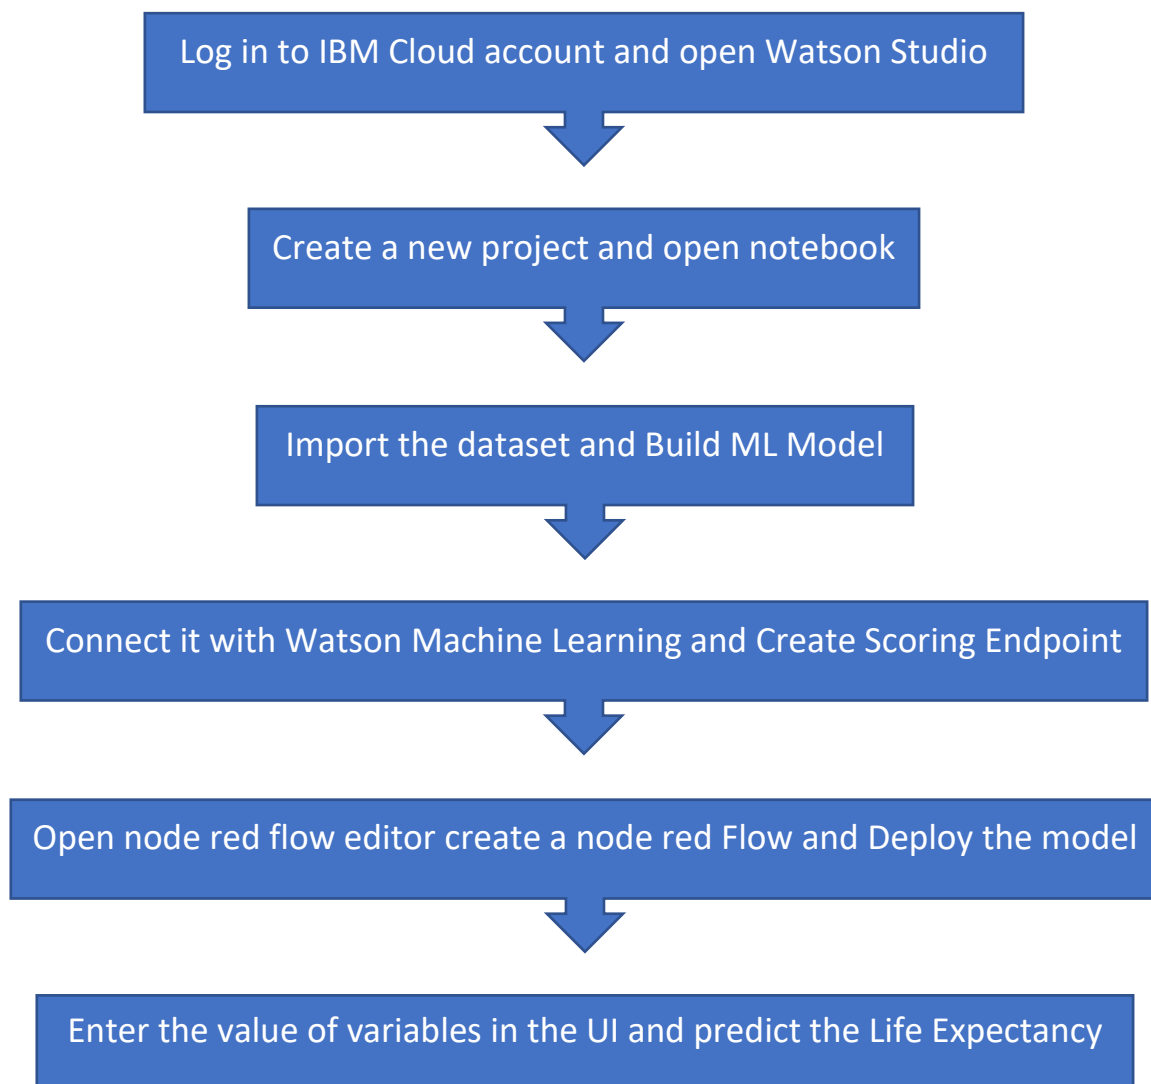 Log in to IBM Cloud account and open Watson Studio
Create a new project and open notebook
Import the dataset and Build ML Model
Connect it with Watson Machine Learning and Create Scoring Endpoint
Open node red flow editor create a node red Flow and Deploy the model
Enter the value of variables in the UI and predict the Life Expectancy